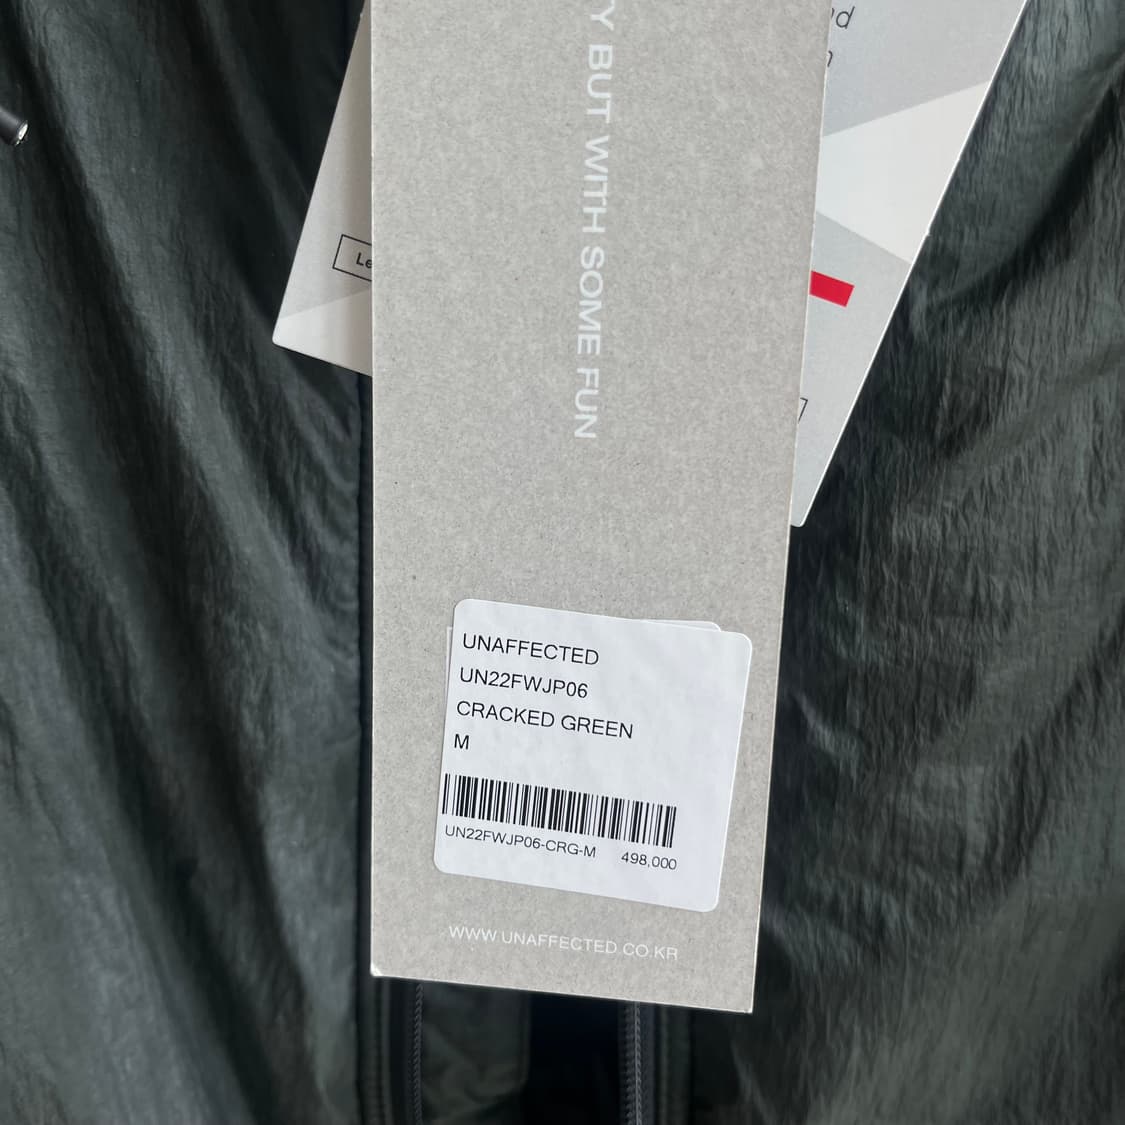 Y BUT WITH SOME FUN
UNAFFECTED
UN22FWJP06
CRACKED GREEN
M
UN22FWJP06-CRG-M 498,000
WWW.UNAFFECTED.CO.KR